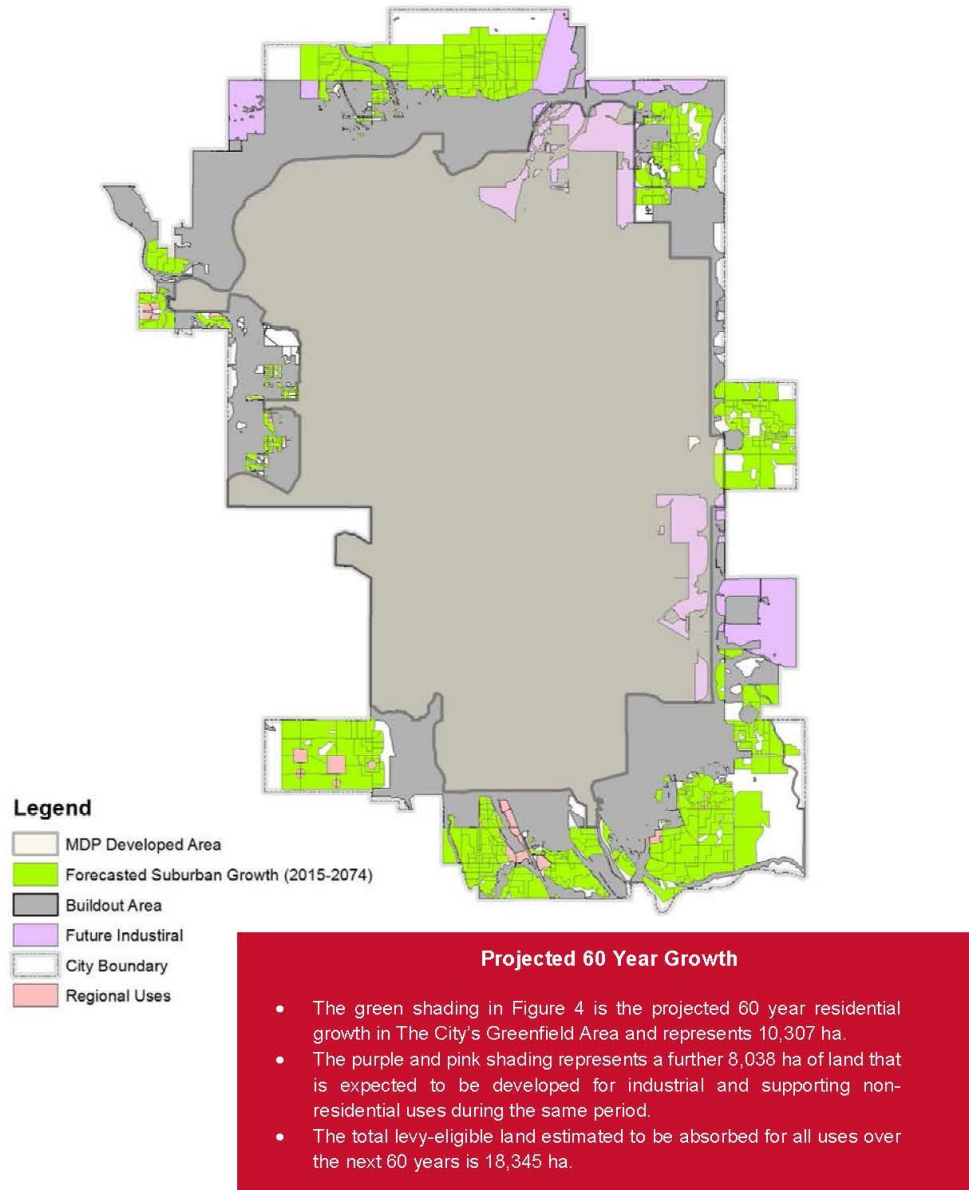 Legend
MDP Developed Area
Forecasted Suburban Growth (2015-2074)
Buildout Area
Future Industiral
City Boundary
Regional Uses
Projected 60 Year Growth
• The green shading in Figure 4 is the projected 60 year residential
growth in The City's Greenfield Area and represents 10,307 ha.
• The purple and pink shading represents a further 8,038 ha of land that
is expected to be developed for industrial and supporting non-
residential uses during the same period.
• The total levy-eligible land estimated to be absorbed for all uses over
the next 60 years is 18,345 ha.